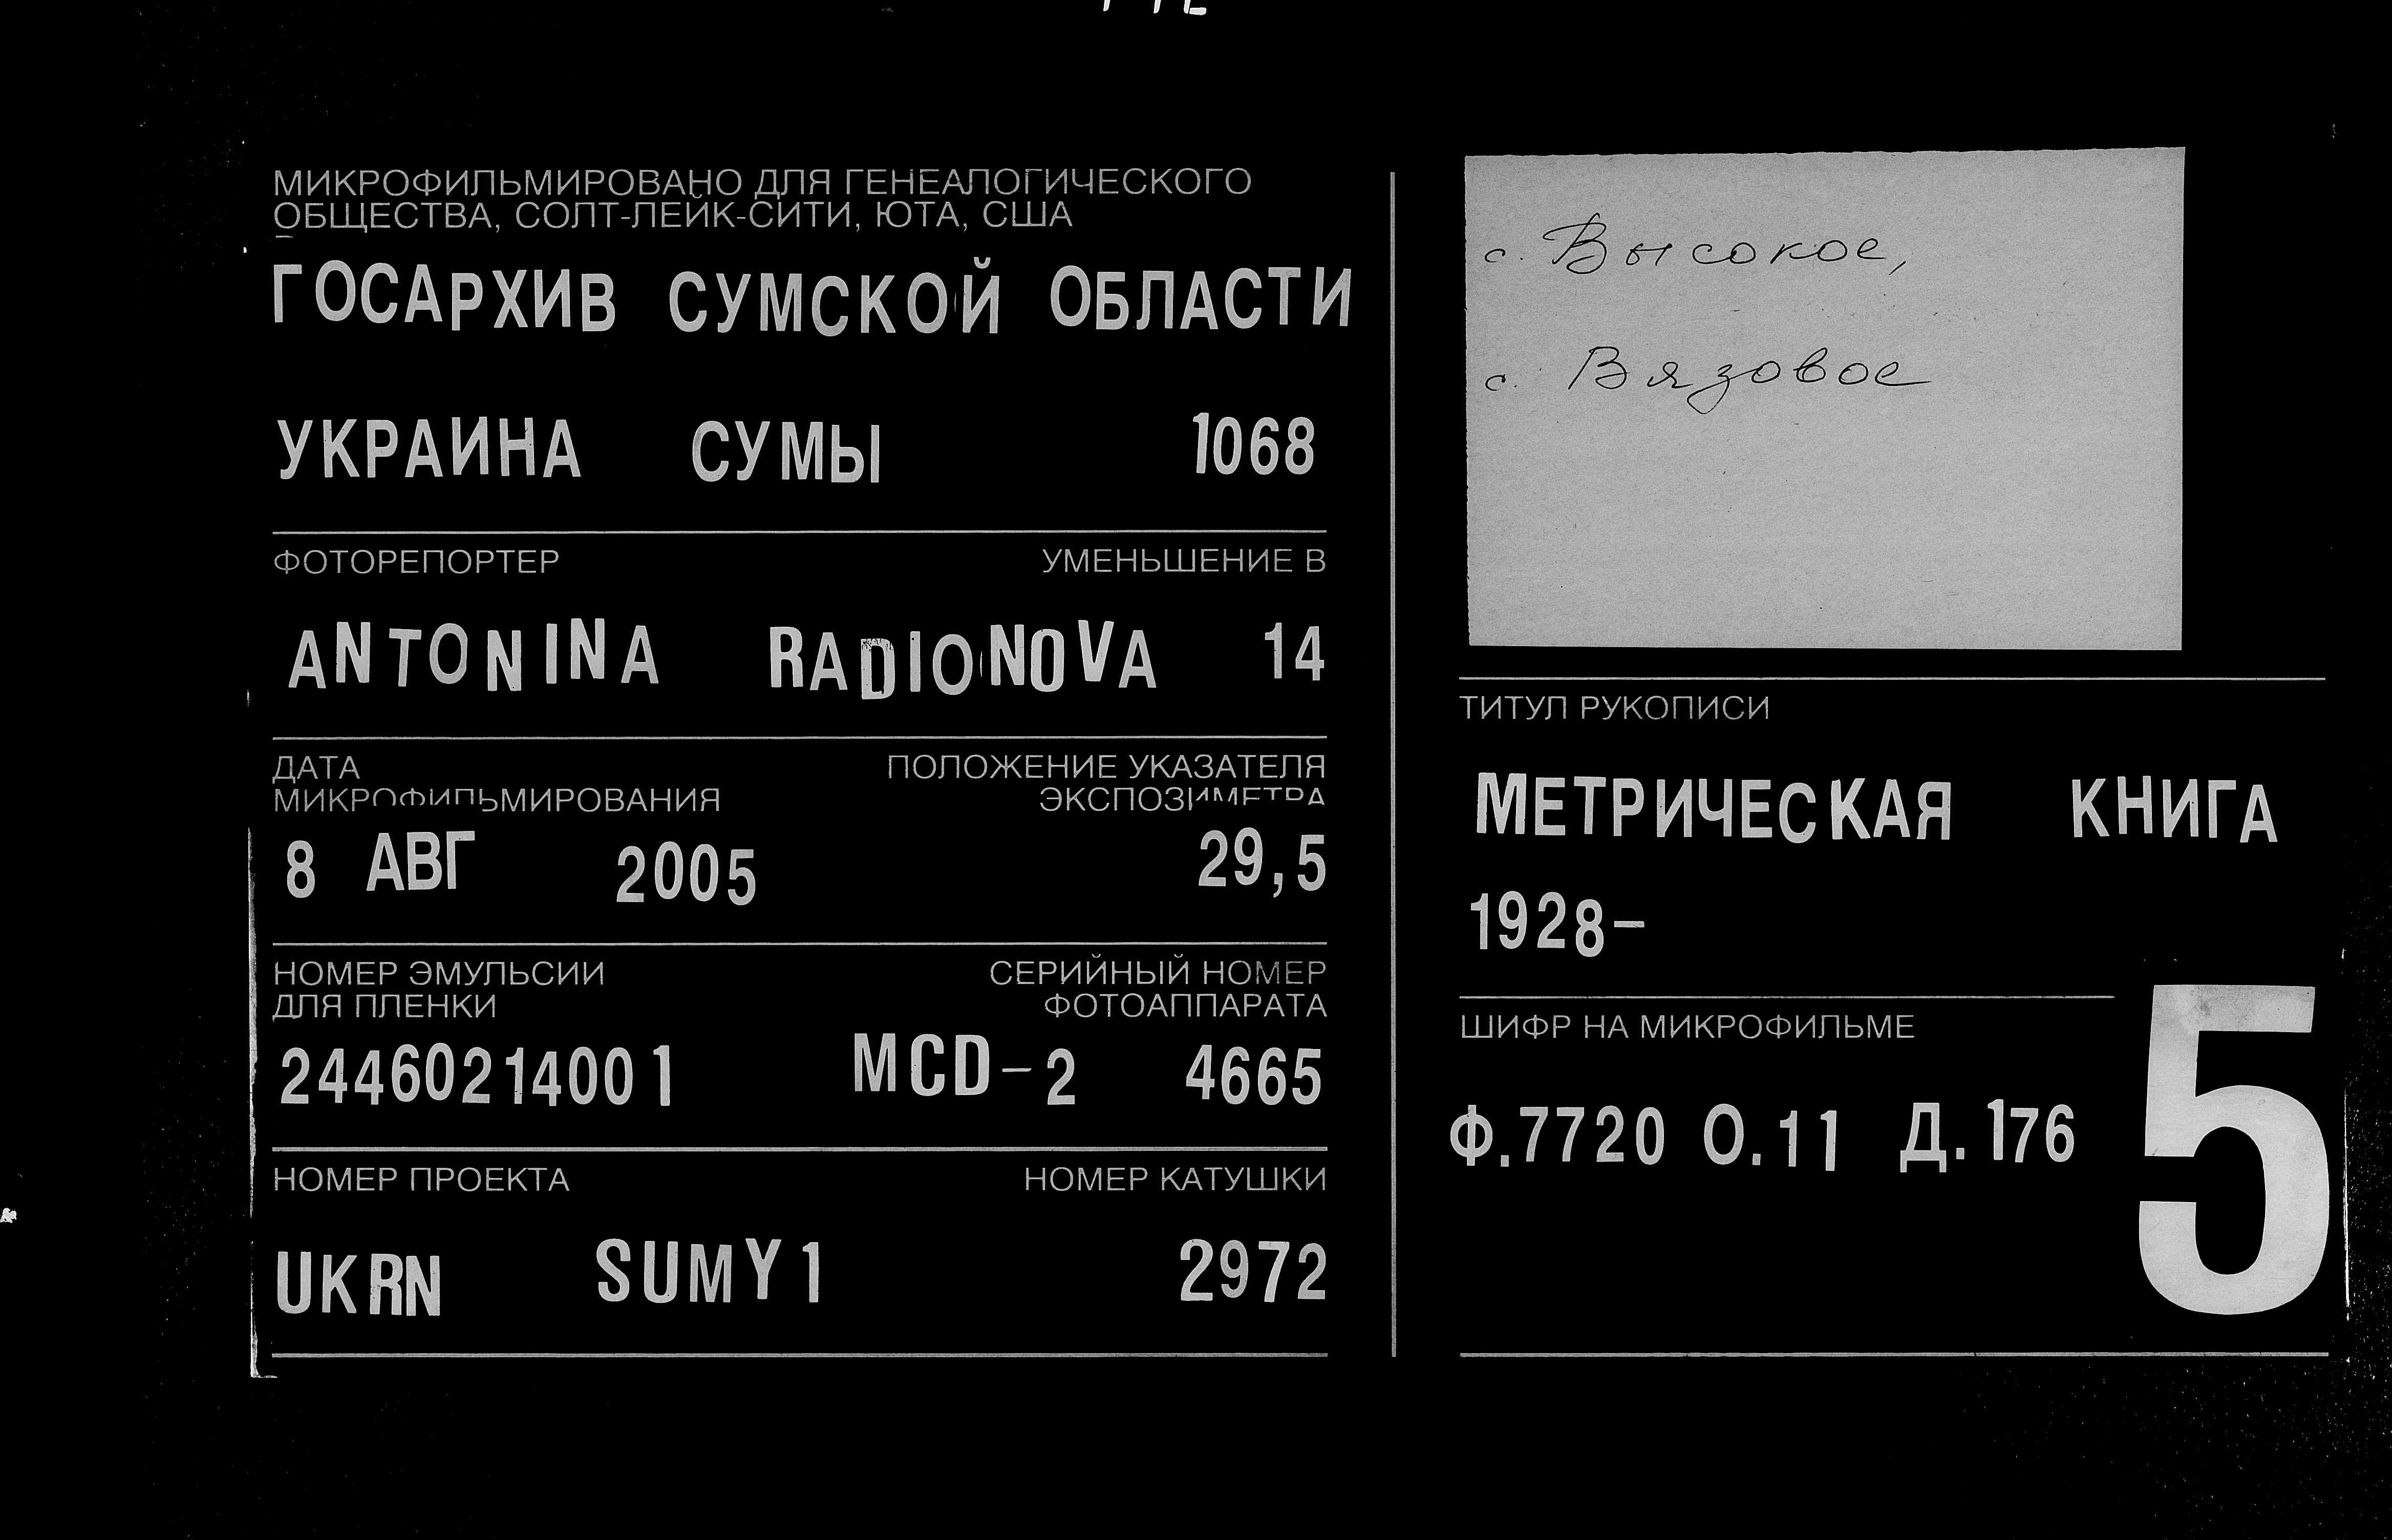 МИКРОФИЛЬМИРОВАНО ДЛЯ ГЕНЕАЛОГИЧЕСКОГО
ОБЩЕСТВА, СОЛТ-ЛЕЙК-СИТИ, ЮТА, США
ГОСАРХИВ СУМСКОЙ ОБЛАСТИ
УКРАИНА СУМЫ 1068
ФОТОРЕПОРТЕР УМЕНЬШЕНИЕ В
ANTONINA RADIONOVA 14
ДАТА ПОЛОЖЕНИЕ УКАЗАТЕЛЯ
МИКРОФИЛЬМИРОВАНИЯ ЭКСПОЗИМЕТРА
8 АВГ 2005 29,5
НОМЕР ЭМУЛЬСИИ СЕРИЙНЫЙ НОМЕР
ДЛЯ ПЛЕНКИ ФОТОАППАРАТА
24460214001 MCD-2 4665
НОМЕР ПРОЕКТА НОМЕР КАТУШКИ
UKRN SUMY1 2972
с. Высокое,
с. Вязовое
ТИТУЛ РУКОПИСИ
МЕТРИЧЕСКАЯ КНИГА
1928-
ШИФР НА МИКРОФИЛЬМЕ
Ф.7720 О.11 Д.176
5